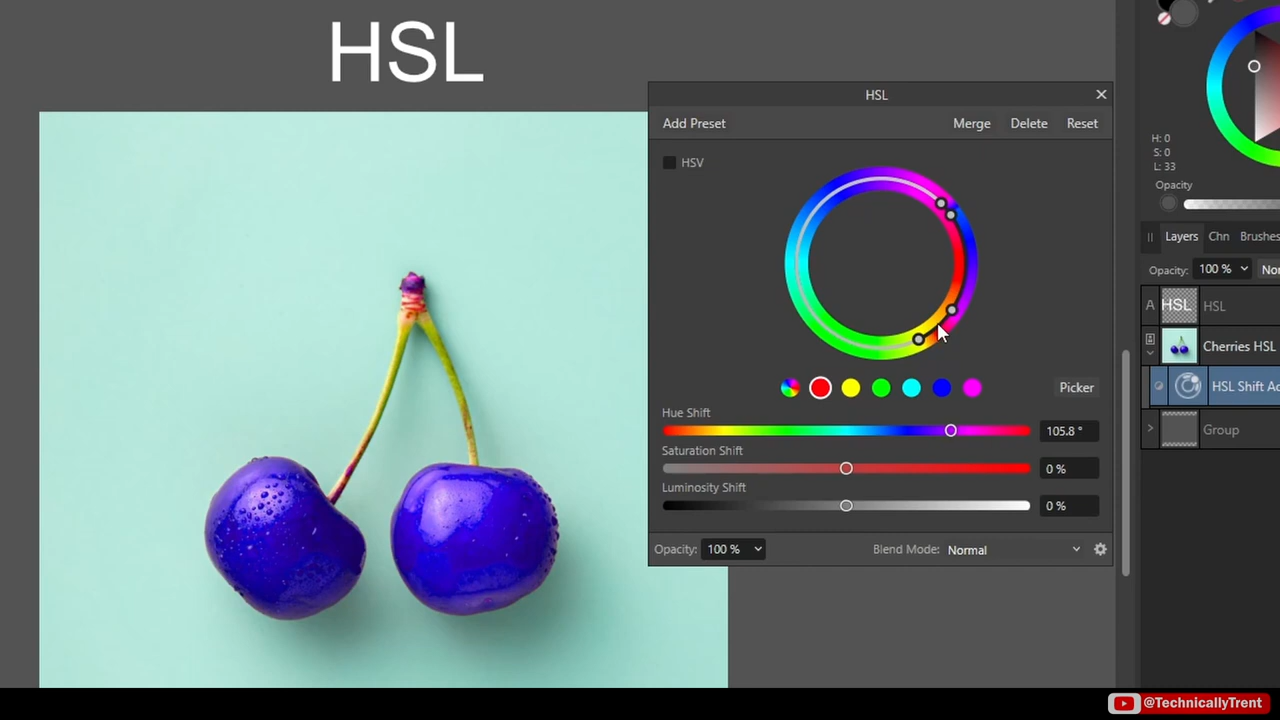 HSL
HSL
Add Preset
Merge
Delete
Reset
HSV
Picker
Hue Shift
105.8 °
Saturation Shift
0 %
Luminosity Shift
0 %
Opacity: 100 %
Blend Mode: Normal
H: 0
S: 0
L: 33
Opacity
Layers Chn Brushes
Opacity: 100 %
A HSL HSL
Cherries HSL
HSL Shift
Group
@TechnicallyTrent